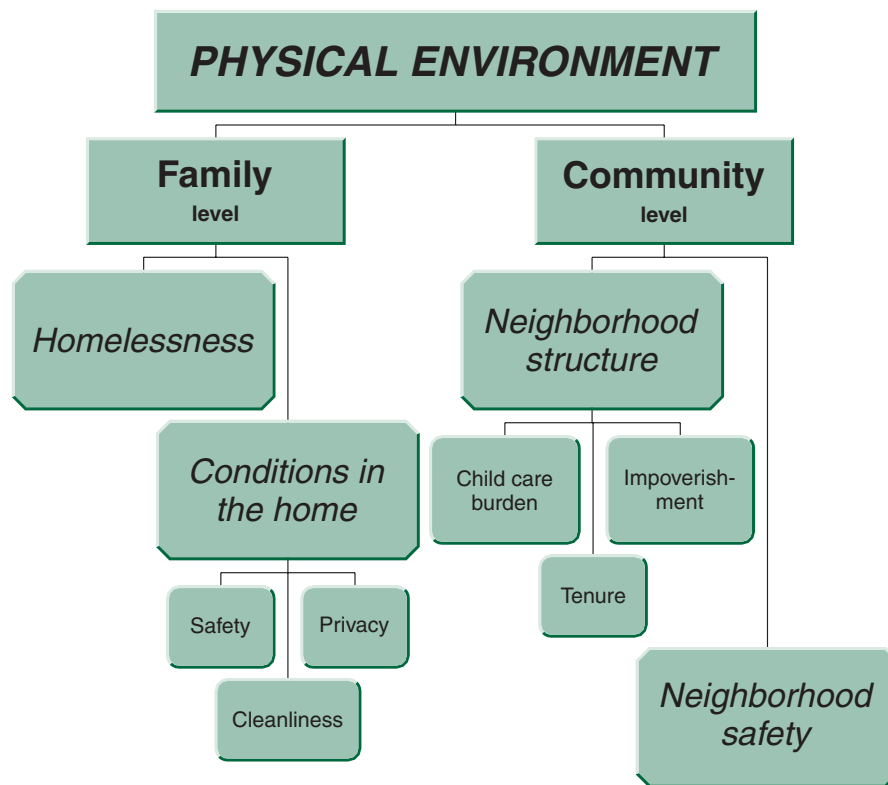 PHYSICAL ENVIRONMENT
Family
level
Community
level
Homelessness
Neighborhood
structure
Conditions in
the home
Child care
burden
Impoverish-
ment
Tenure
Safety
Privacy
Cleanliness
Neighborhood
safety